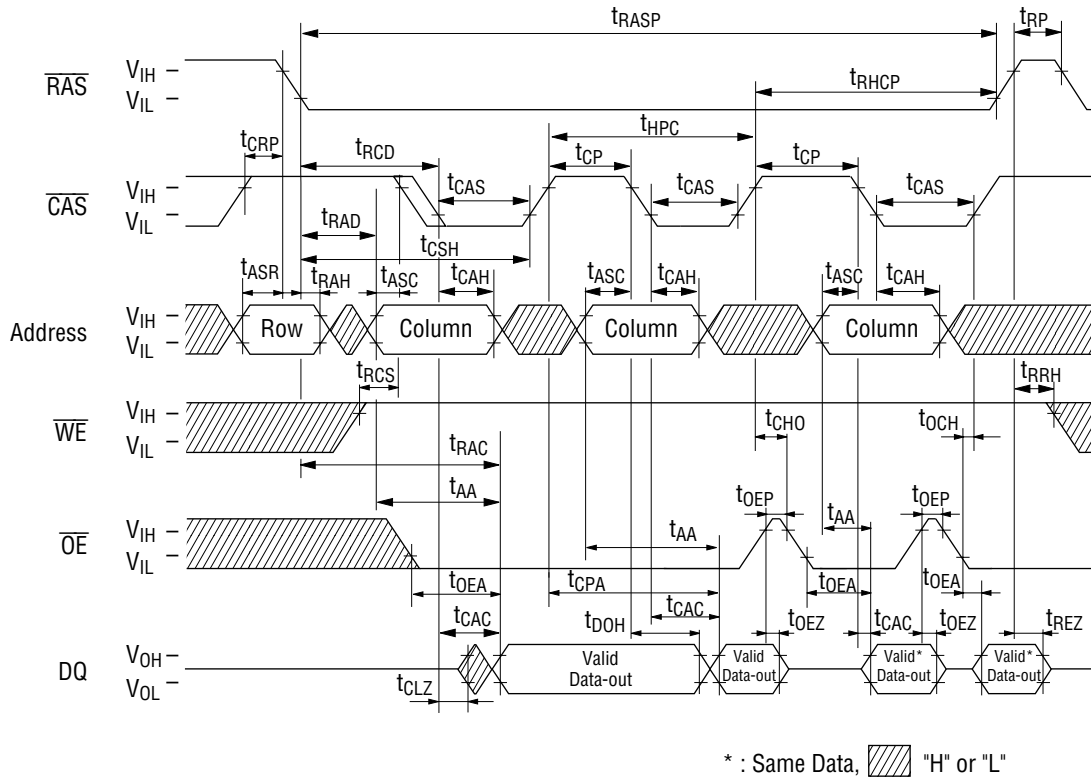 tRASP
tRP
RAS
VIH
VIL
tRHCP
tCRP
tRCD
tHPC
tCP
tCP
CAS
VIH
VIL
tCAS
tCAS
tCAS
tRAD
tCSH
tASR
tRAH
tASC
tCAH
tASC
tCAH
tASC
tCAH
Address
VIH
VIL
Row
Column
Column
Column
tRCS
tRRH
WE
VIH
VIL
tCHO
tOCH
tRAC
tAA
tOEP
tOEP
OE
VIH
VIL
tAA
tAA
tOEA
tCPA
tOEA
tOEA
tCAC
tDOH
tCAC
tOEZ
tCAC
tOEZ
tREZ
DQ
VOH
VOL
tCLZ
Valid
Data-out
Valid
Data-out
Valid*
Data-out
Valid*
Data-out
* : Same Data, "H" or "L"